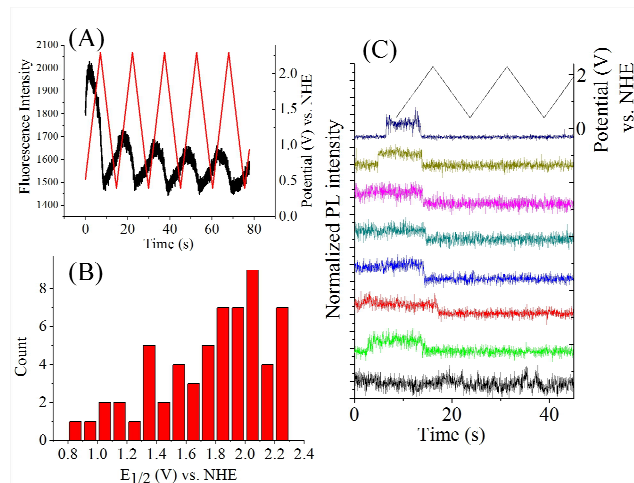 (A)
2100
2000
1900
1800
1700
1600
1500
1400
Fluorescence Intensity
2.0
1.5
1.0
0.5
0.0
Potential (V) vs. NHE
0 20 40 60 80
Time (s)
(B)
8
6
4
2
0
Count
0.8 1.0 1.2 1.4 1.6 1.8 2.0 2.2 2.4
E1/2 (V) vs. NHE
(C)
Normalized PL intensity
2
0
Potential (V)
vs. NHE
0 20 40
Time (s)